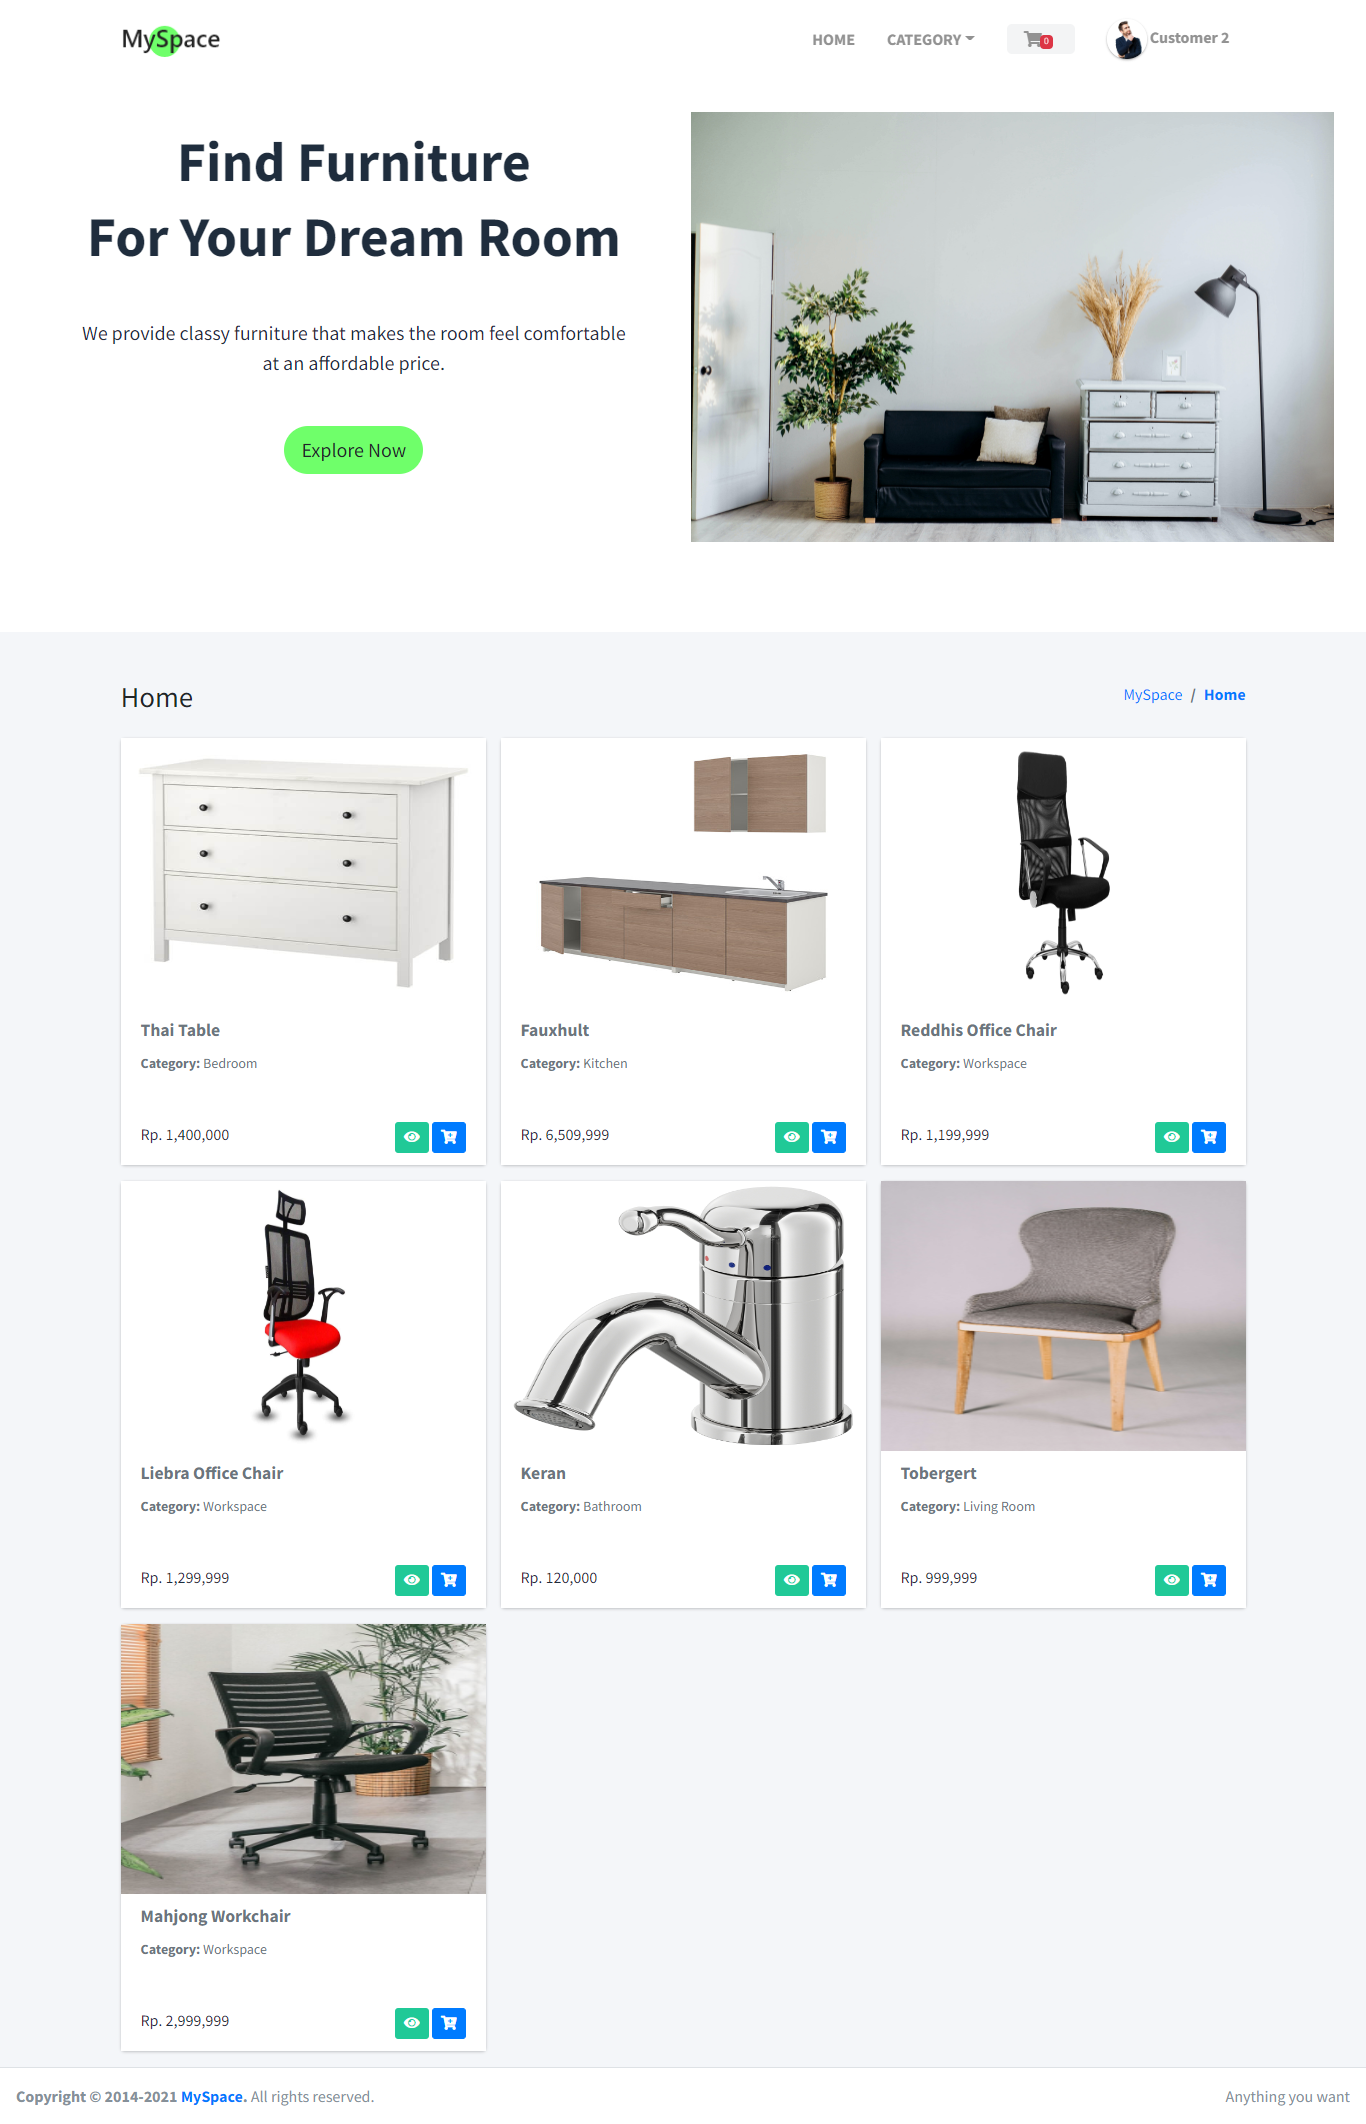 MySpace
HOME
CATEGORY
0
Customer 2
Find Furniture
For Your Dream Room
We provide classy furniture that makes the room feel comfortable
at an affordable price.
Explore Now
Home
MySpace / Home
Thai Table
Category: Bedroom
Rp. 1,400,000
Fauxhult
Category: Kitchen
Rp. 6,509,999
Reddhis Office Chair
Category: Workspace
Rp. 1,199,999
Liebra Office Chair
Category: Workspace
Rp. 1,299,999
Keran
Category: Bathroom
Rp. 120,000
Tobergert
Category: Living Room
Rp. 999,999
Mahjong Workchair
Category: Workspace
Rp. 2,999,999
Copyright © 2014-2021 MySpace. All rights reserved.
Anything you want